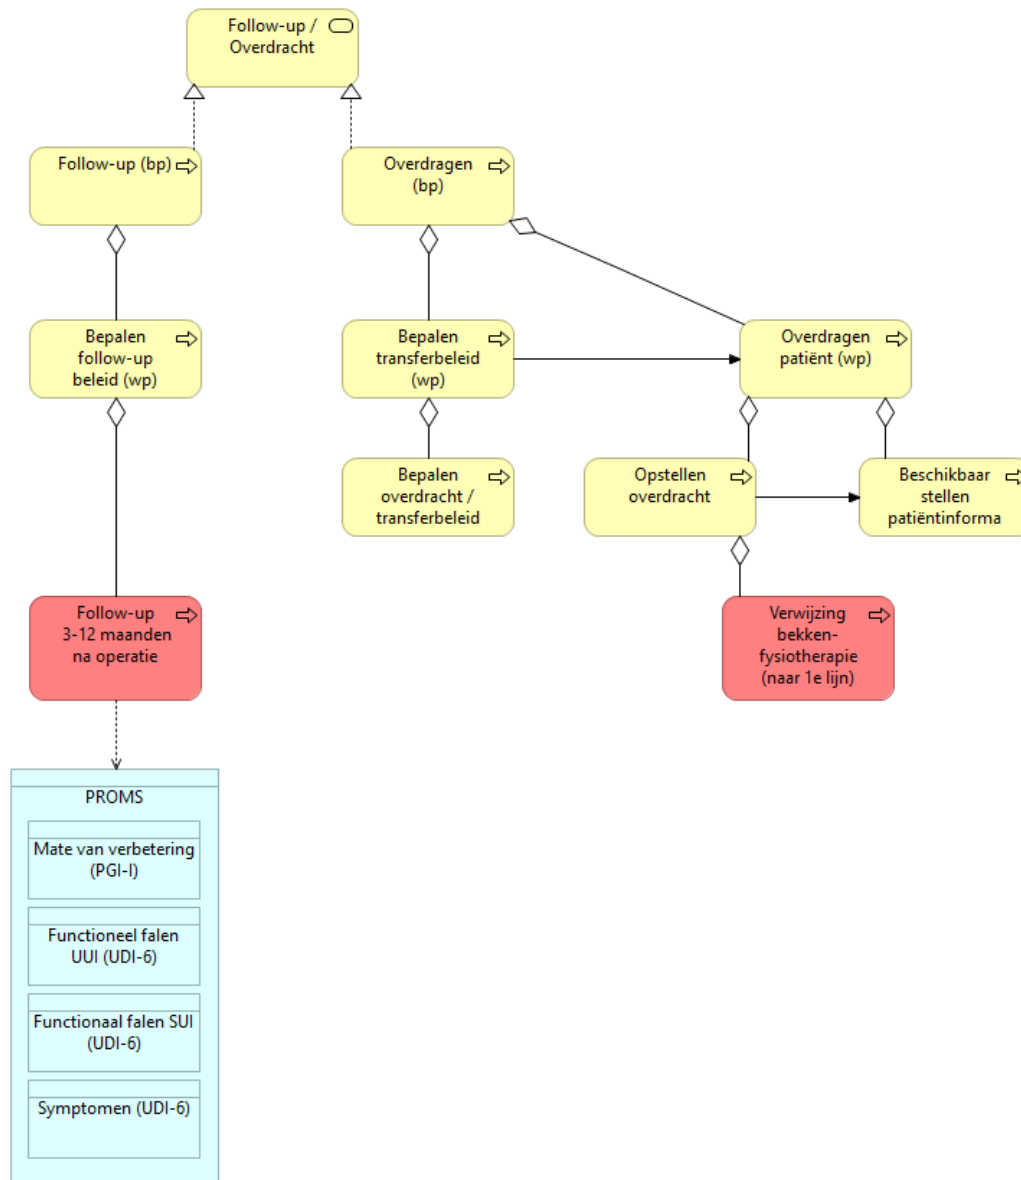 Follow-up /
Overdracht
Follow-up (bp)
Overdragen
(bp)
Bepalen
follow-up
beleid (wp)
Bepalen
transferbeleid
(wp)
Overdragen
patiënt (wp)
Bepalen
overdracht /
transferbeleid
Opstellen
overdracht
Beschikbaar
stellen
patiëntinforma
Follow-up
3-12 maanden
na operatie
Verwijzing
bekken-
fysiotherapie
(naar 1e lijn)
PROMS
Mate van verbetering
(PGI-I)
Functioneel falen
UUI (UDI-6)
Functionaal falen SUI
(UDI-6)
Symptomen (UDI-6)